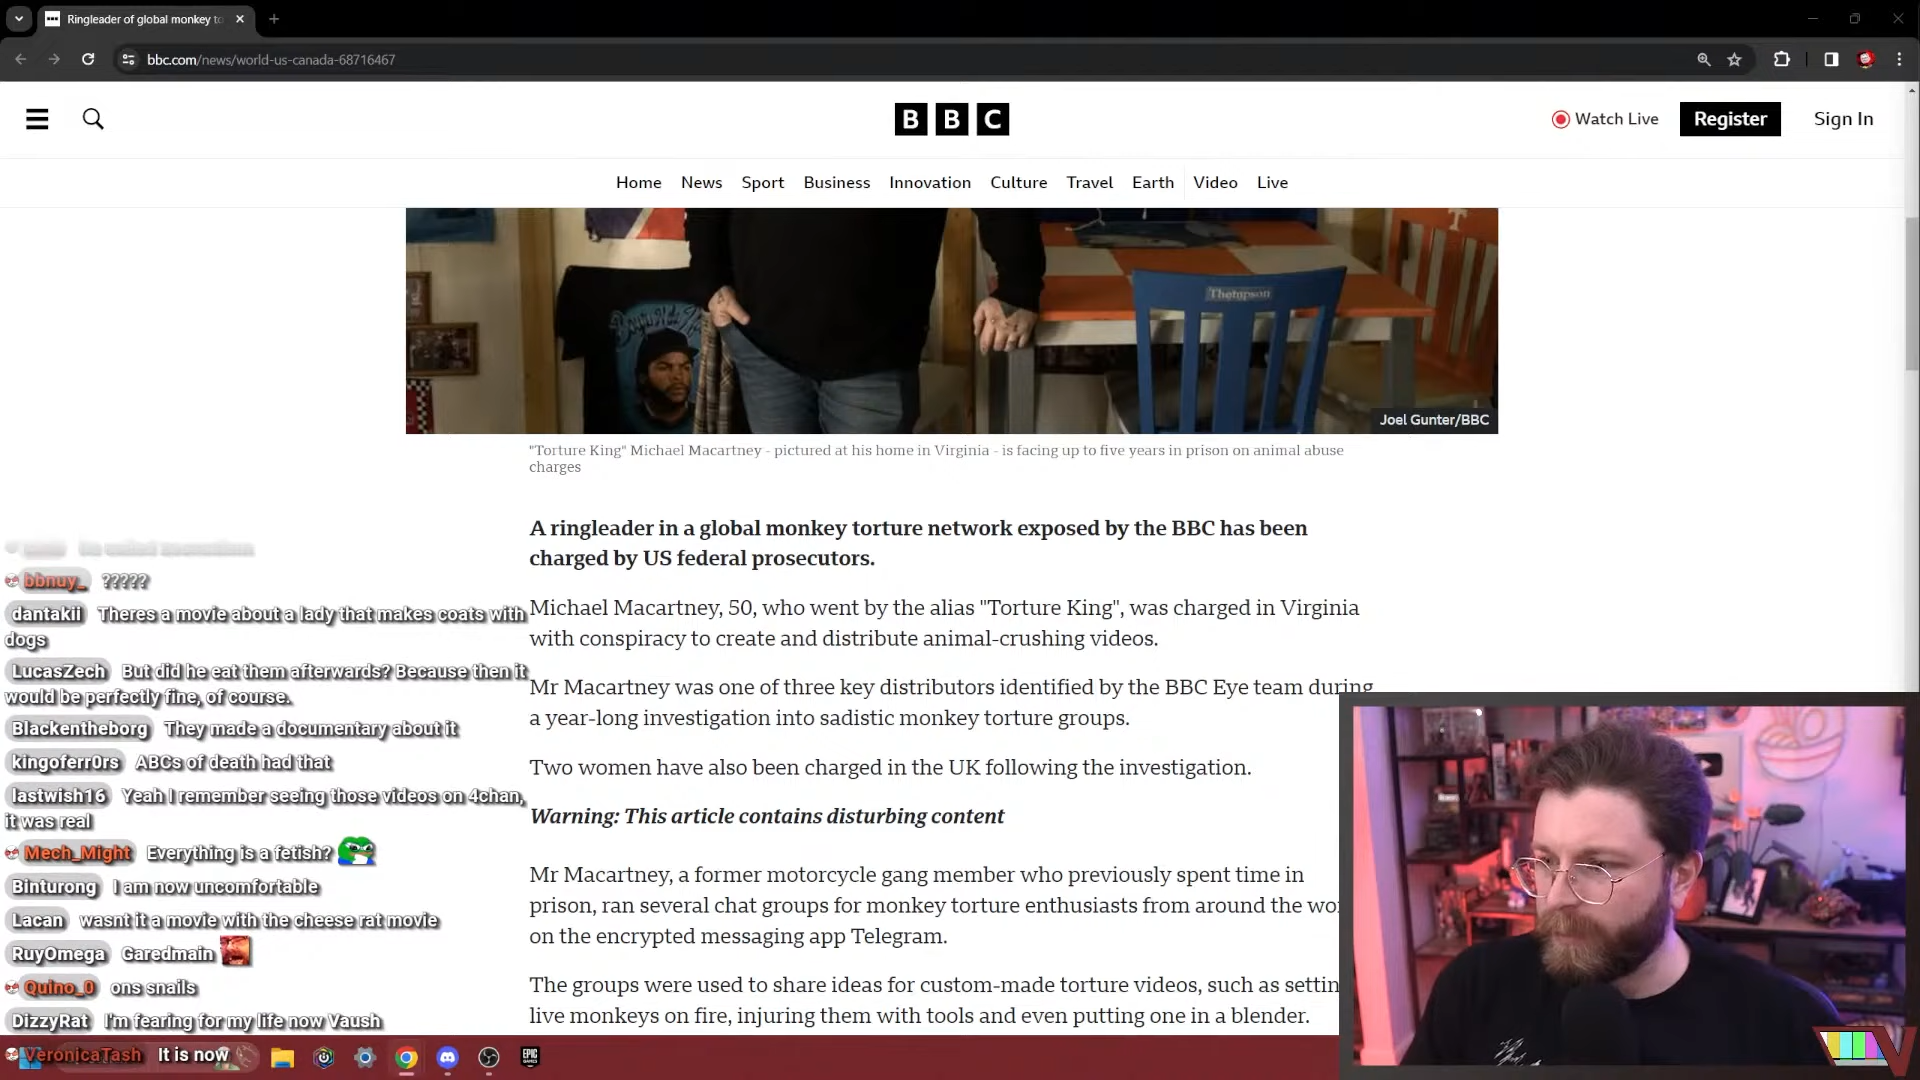 Ringleader of global monkey to
bbc.com/news/world-us-canada-68716467
BBC
Watch Live
Register
Sign In
Home News Sport Business Innovation Culture Travel Earth Video Live
Thompson
Joel Gunter/BBC
"Torture King" Michael Macartney - pictured at his home in Virginia - is facing up to five years in prison on animal abuse
charges
A ringleader in a global monkey torture network exposed by the BBC has been
charged by US federal prosecutors.
Michael Macartney, 50, who went by the alias "Torture King", was charged in Virginia
with conspiracy to create and distribute animal-crushing videos.
Mr Macartney was one of three key distributors identified by the BBC Eye team during
a year-long investigation into sadistic monkey torture groups.
Two women have also been charged in the UK following the investigation.
Warning: This article contains disturbing content
Mr Macartney, a former motorcycle gang member who previously spent time in
prison, ran several chat groups for monkey torture enthusiasts from around the wo
on the encrypted messaging app Telegram.
The groups were used to share ideas for custom-made torture videos, such as settin
live monkeys on fire, injuring them with tools and even putting one in a blender.
bbnuy_ ?????
dantakii Theres a movie about a lady that makes coats with
dogs
LucasZech But did he eat them afterwards? Because then it
would be perfectly fine, of course.
Blackentheborg They made a documentary about it
kingoferr0rs ABCs of death had that
lastwish16 Yeah I remember seeing those videos on 4chan,
it was real
Mech_Might Everything is a fetish?
Binturong I am now uncomfortable
Lacan wasnt it a movie with the cheese rat movie
RuyOmega Garedmain
Quino_0 ons snails
DizzyRat I'm fearing for my life now Vaush
VeronicaTash It is now
EPIC
GAMES